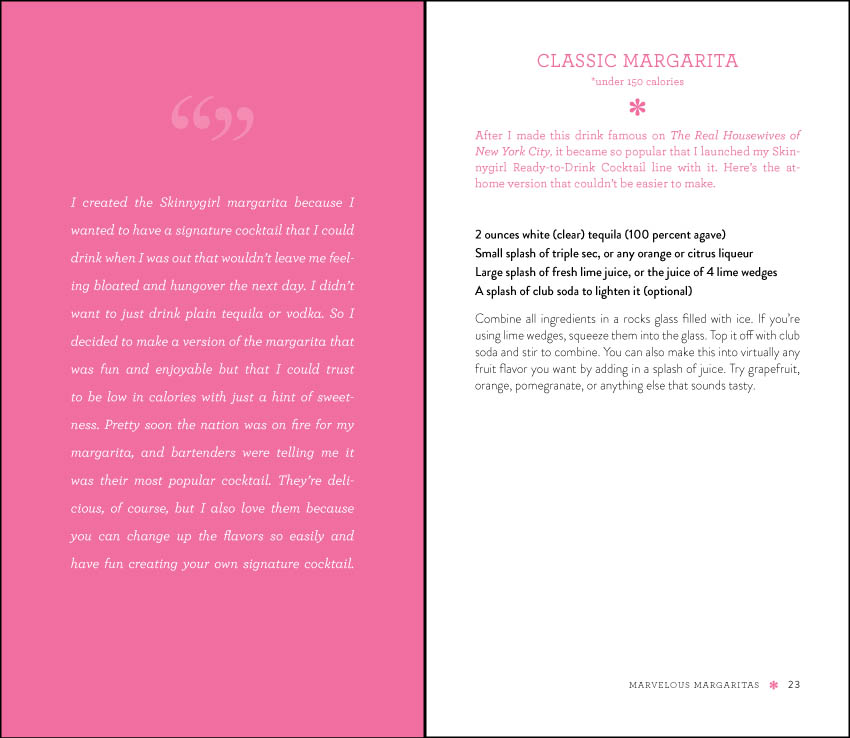 “”
I created the Skinnygirl margarita because I
wanted to have a signature cocktail that I could
drink when I was out that wouldn’t leave me feel-
ing bloated and hungover the next day. I didn’t
want to just drink plain tequila or vodka. So I
decided to make a version of the margarita that
was fun and enjoyable but that I could trust
to be low in calories with just a hint of sweet-
ness. Pretty soon the nation was on fire for my
margarita, and bartenders were telling me it
was their most popular cocktail. They’re deli-
cious, of course, but I also love them because
you can change up the flavors so easily and
have fun creating your own signature cocktail.
CLASSIC MARGARITA
*under 150 calories
✻
After I made this drink famous on The Real Housewives of
New York City, it became so popular that I launched my Skin-
nygirl Ready-to-Drink Cocktail line with it. Here’s the at-
home version that couldn’t be easier to make.
2 ounces white (clear) tequila (100 percent agave)
Small splash of triple sec, or any orange or citrus liqueur
Large splash of fresh lime juice, or the juice of 4 lime wedges
A splash of club soda to lighten it (optional)
Combine all ingredients in a rocks glass filled with ice. If you’re
using lime wedges, squeeze them into the glass. Top it off with club
soda and stir to combine. You can also make this into virtually any
fruit flavor you want by adding in a splash of juice. Try grapefruit,
orange, pomegranate, or anything else that sounds tasty.
MARVELOUS MARGARITAS ✻ 23